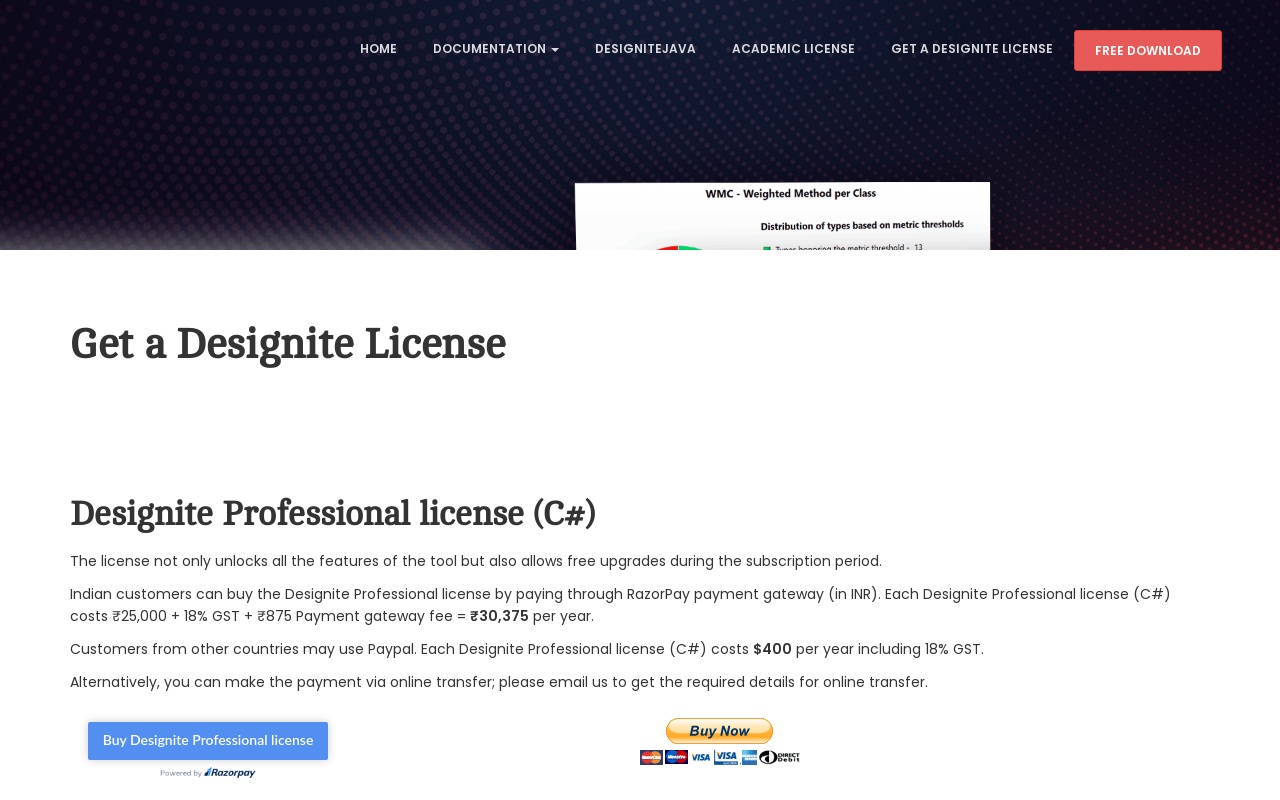 HOME DOCUMENTATION DESIGNITEJAVA ACADEMIC LICENSE GET A DESIGNITE LICENSE FREE DOWNLOAD
WMC - Weighted Method per Class
Distribution of types based on metric thresholds
Types honoring the metric threshold - 13
Get a Designite License
Designite Professional license (C#)
The license not only unlocks all the features of the tool but also allows free upgrades during the subscription period.
Indian customers can buy the Designite Professional license by paying through RazorPay payment gateway (in INR). Each Designite Professional license (C#)
costs ₹25,000 + 18% GST + ₹875 Payment gateway fee = ₹30,375 per year.
Customers from other countries may use Paypal. Each Designite Professional license (C#) costs $400 per year including 18% GST.
Alternatively, you can make the payment via online transfer; please email us to get the required details for online transfer.
Buy Designite Professional license
Powered by Razorpay
Buy Now
MasterCard Maestro VISA VISA DIRECT Debit